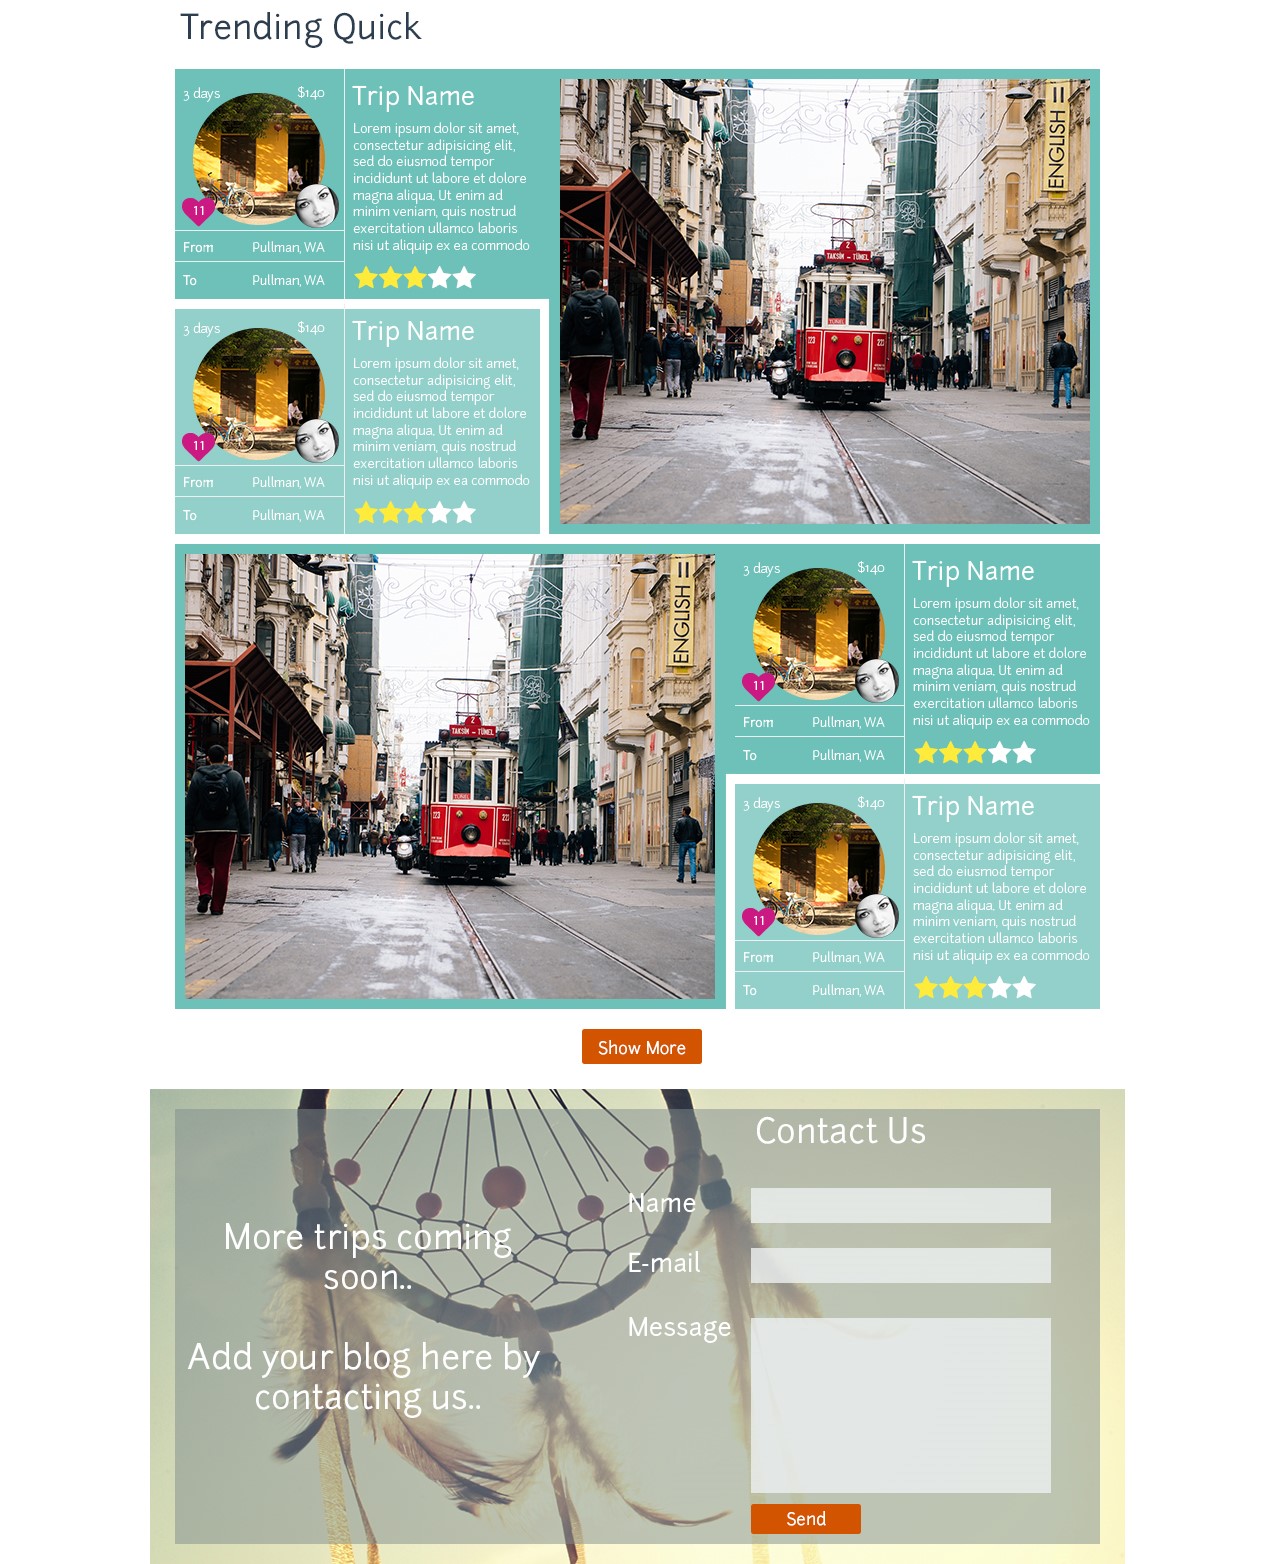 Trending Quick
3 days
$140
11
From Pullman, WA
To Pullman, WA
Trip Name
Lorem ipsum dolor sit amet,
consectetur adipisicing elit,
sed do eiusmod tempor
incididunt ut labore et dolore
magna aliqua. Ut enim ad
minim veniam, quis nostrud
exercitation ullamco laboris
nisi ut aliquip ex ea commodo
ENGLISH
2
TAKSİM - TÜNEL
223
223
3 days
$140
11
From Pullman, WA
To Pullman, WA
Trip Name
Lorem ipsum dolor sit amet,
consectetur adipisicing elit,
sed do eiusmod tempor
incididunt ut labore et dolore
magna aliqua. Ut enim ad
minim veniam, quis nostrud
exercitation ullamco laboris
nisi ut aliquip ex ea commodo
ENGLISH
2
TAKSİM - TÜNEL
223
223
3 days
$140
11
From Pullman, WA
To Pullman, WA
Trip Name
Lorem ipsum dolor sit amet,
consectetur adipisicing elit,
sed do eiusmod tempor
incididunt ut labore et dolore
magna aliqua. Ut enim ad
minim veniam, quis nostrud
exercitation ullamco laboris
nisi ut aliquip ex ea commodo
3 days
$140
11
From Pullman, WA
To Pullman, WA
Trip Name
Lorem ipsum dolor sit amet,
consectetur adipisicing elit,
sed do eiusmod tempor
incididunt ut labore et dolore
magna aliqua. Ut enim ad
minim veniam, quis nostrud
exercitation ullamco laboris
nisi ut aliquip ex ea commodo
Show More
More trips coming
soon..
Add your blog here by
contacting us..
Contact Us
Name
E-mail
Message
Send